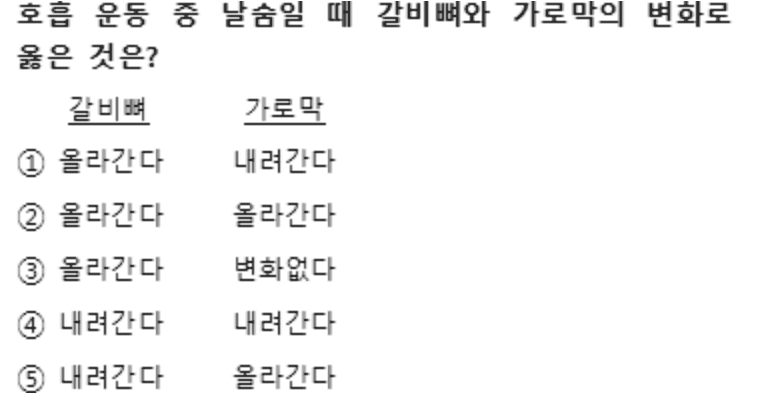 호흡 운동 중 날숨일 때 갈비뼈와 가로막의 변화로
옳은 것은?
갈비뼈 가로막
① 올라간다 내려간다
② 올라간다 올라간다
③ 올라간다 변화없다
④ 내려간다 내려간다
⑤ 내려간다 올라간다